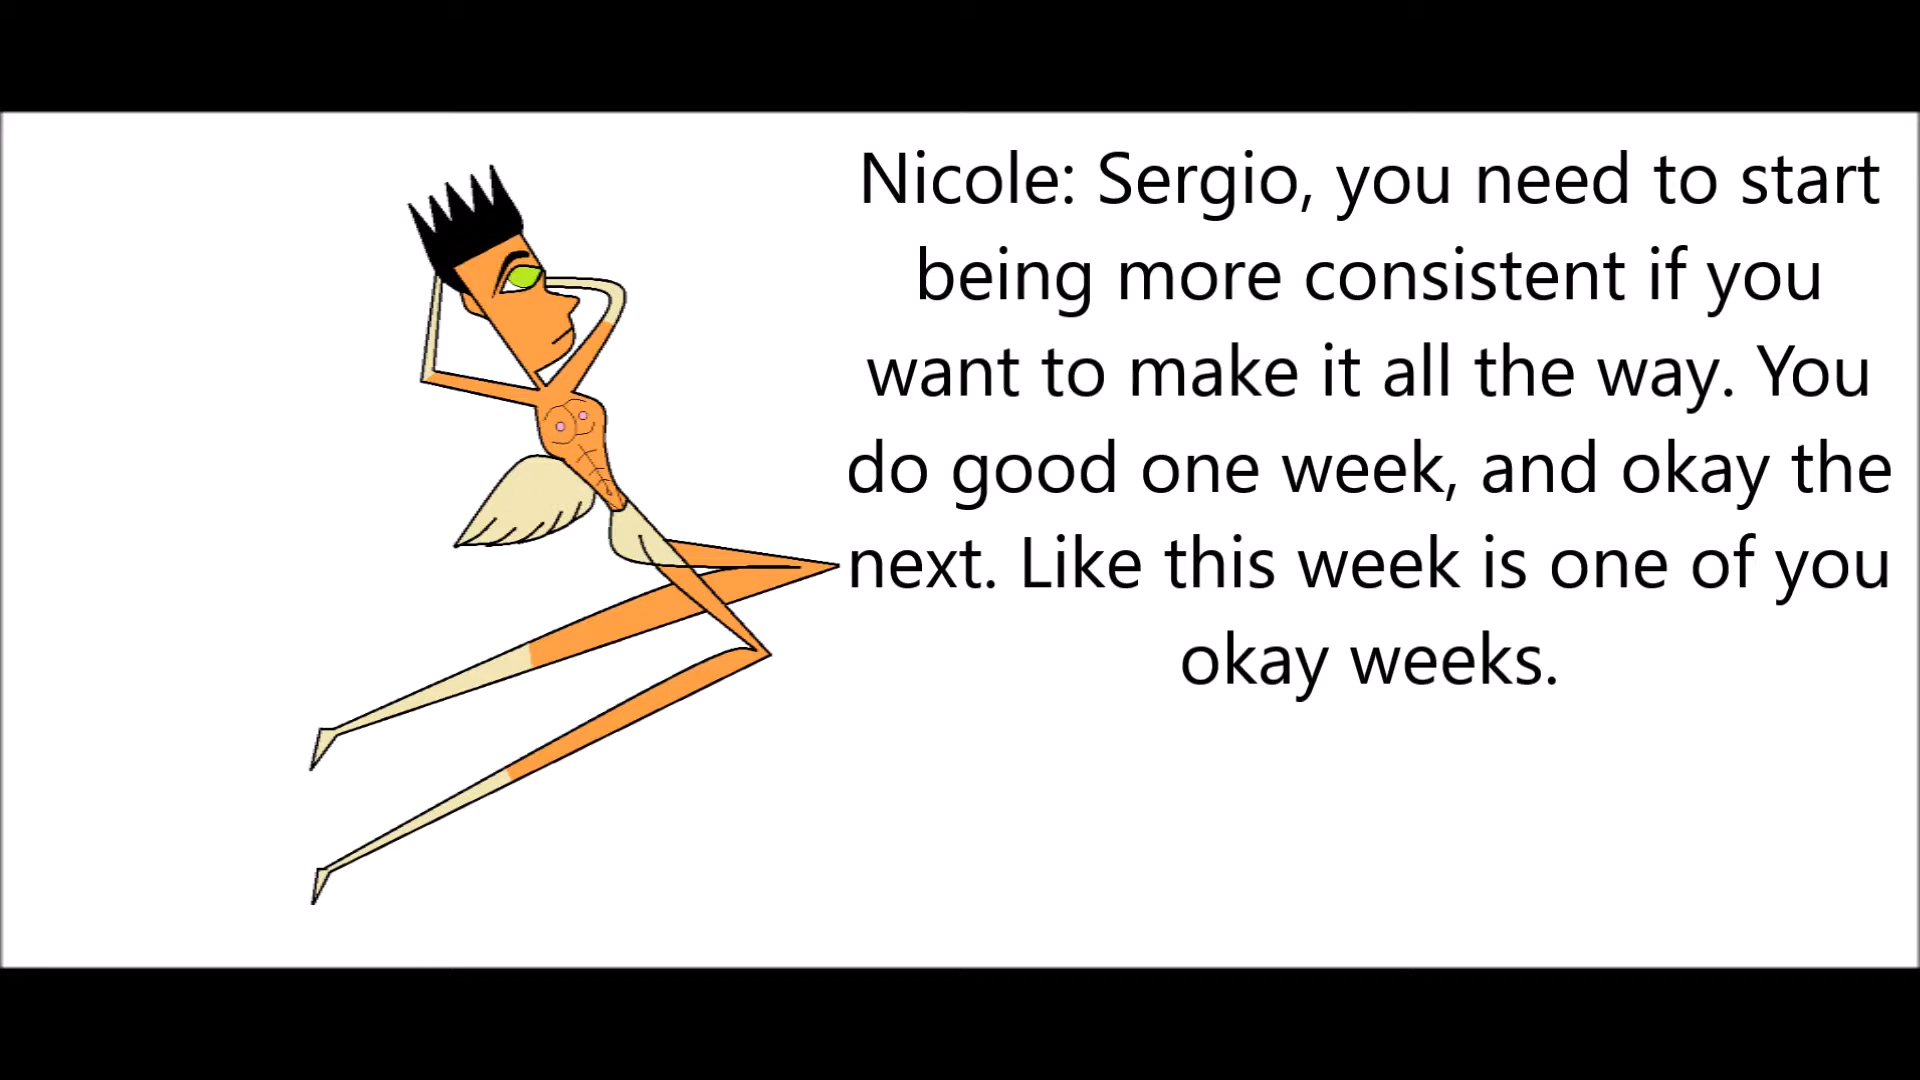 Nicole: Sergio, you need to start
being more consistent if you
want to make it all the way. You
do good one week, and okay the
next. Like this week is one of you
okay weeks.